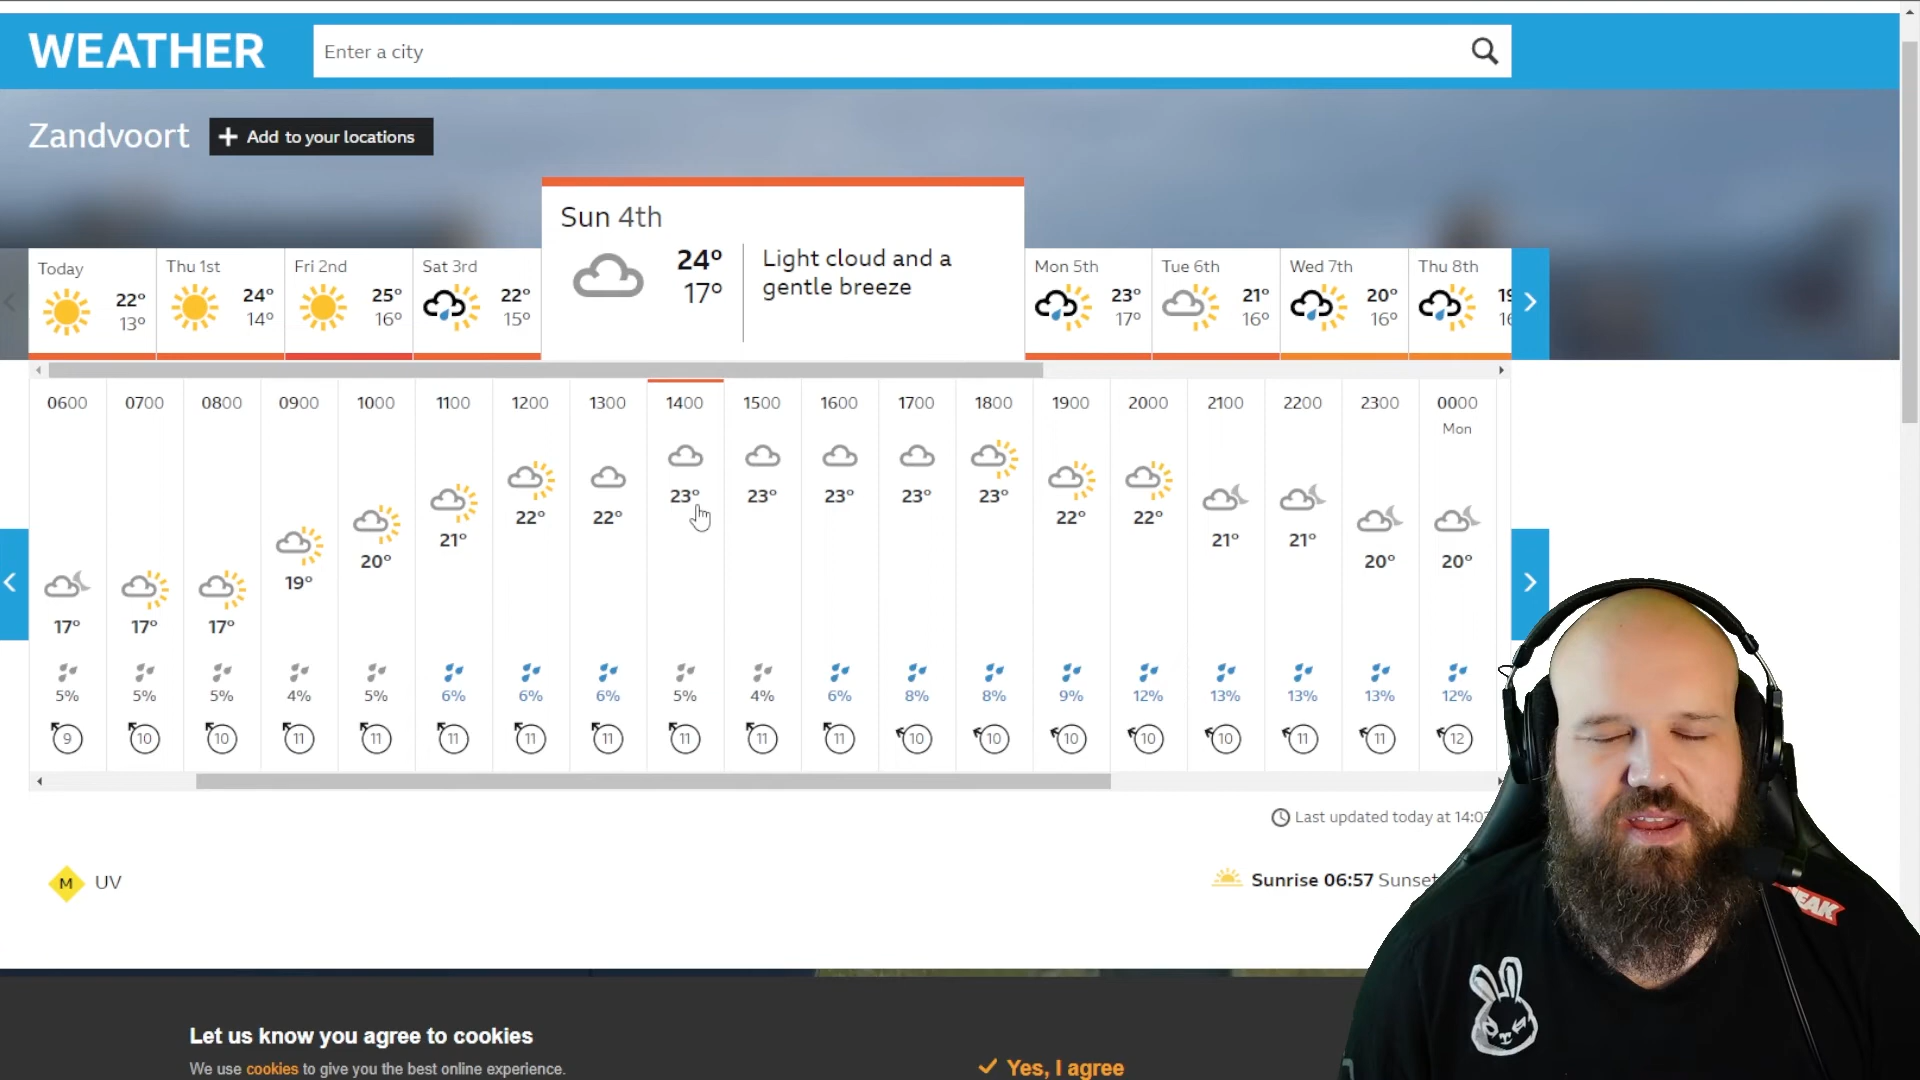 WEATHER
Enter a city
Zandvoort
+ Add to your locations
Sun 4th
24° 17°
Light cloud and a
gentle breeze
Today 22° 13°
Thu 1st 24° 14°
Fri 2nd 25° 16°
Sat 3rd 22° 15°
Mon 5th 23° 17°
Tue 6th 21° 16°
Wed 7th 20° 16°
Thu 8th
0600 0700 0800 0900 1000 1100 1200 1300 1400 1500 1600 1700 1800 1900 2000 2100 2200 2300 0000
Mon
17° 17° 17° 19° 20° 21° 22° 22° 23° 23° 23° 23° 23° 22° 22° 21° 21° 20° 20°
5% 5% 5% 4% 5% 6% 6% 6% 5% 4% 6% 8% 8% 9% 12% 13% 13% 13% 12%
9 10 10 11 11 11 11 11 11 11 11 10 10 10 10 10 11 11 12
Last updated today at
M UV
Sunrise 06:57 Sunset
Let us know you agree to cookies
We use cookies to give you the best online experience.
Yes, I agree